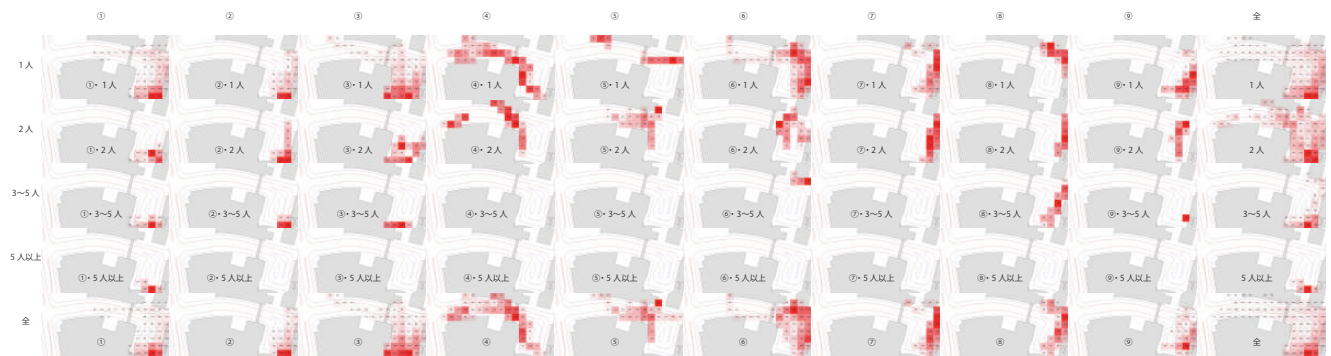 ① ② ③ ④ ⑤ ⑥ ⑦ ⑧ ⑨ 全
1人 ①・1人 ②・1人 ③・1人 ④・1人 ⑤・1人 ⑥・1人 ⑦・1人 ⑧・1人 ⑨・1人 1人
2人 ①・2人 ②・2人 ③・2人 ④・2人 ⑤・2人 ⑥・2人 ⑦・2人 ⑧・2人 ⑨・2人 2人
3〜5人 ①・3〜5人 ②・3〜5人 ③・3〜5人 ④・3〜5人 ⑤・3〜5人 ⑥・3〜5人 ⑦・3〜5人 ⑧・3〜5人 ⑨・3〜5人 3〜5人
5人以上 ①・5人以上 ②・5人以上 ③・5人以上 ④・5人以上 ⑤・5人以上 ⑥・5人以上 ⑦・5人以上 ⑧・5人以上 ⑨・5人以上 5人以上
全 ① ② ③ ④ ⑤ ⑥ ⑦ ⑧ ⑨ 全